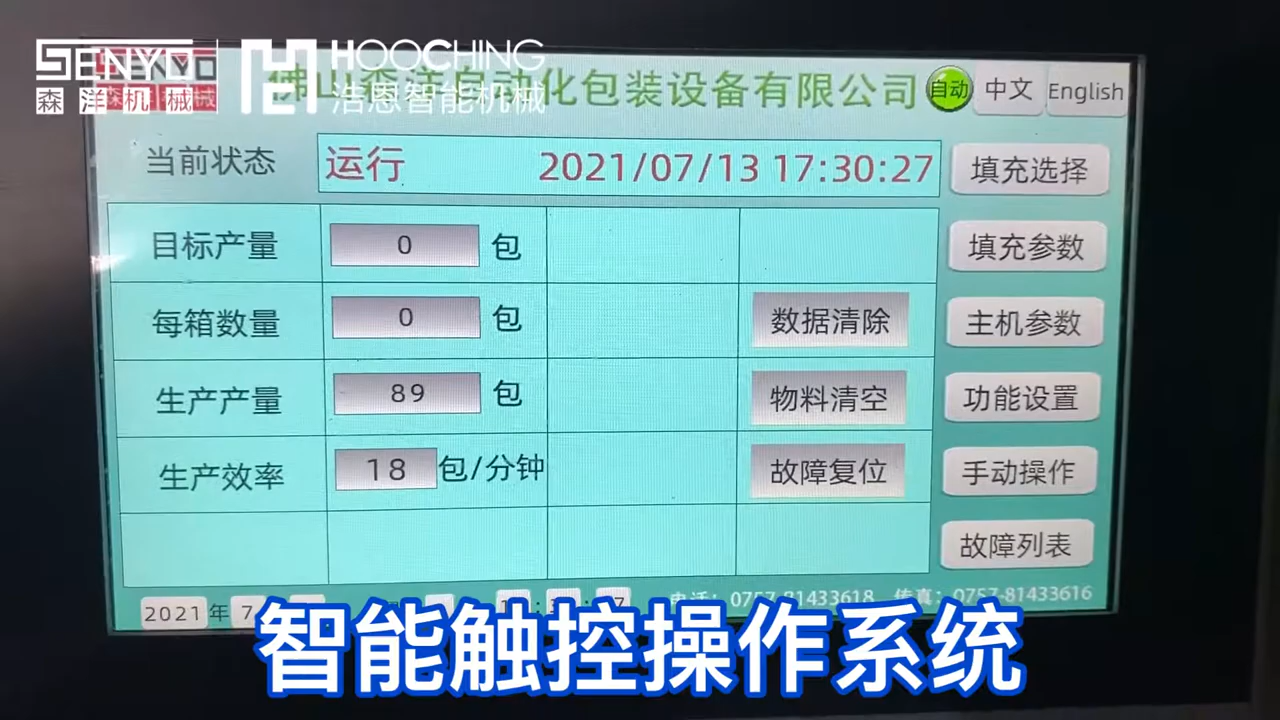 SENYO
森洋机械
HOOCHING
浩恩智能机械
佛山森洋自动化包装设备有限公司
自动
中文
English
当前状态
运行
2021/07/13 17:30:27
填充选择
目标产量
0
包
填充参数
每箱数量
0
包
数据清除
主机参数
生产产量
89
包
物料清空
功能设置
生产效率
18
包/分钟
故障复位
手动操作
故障列表
2021 年 7
电话：0757-81433618
传真：0757-81433616
智能触控操作系统